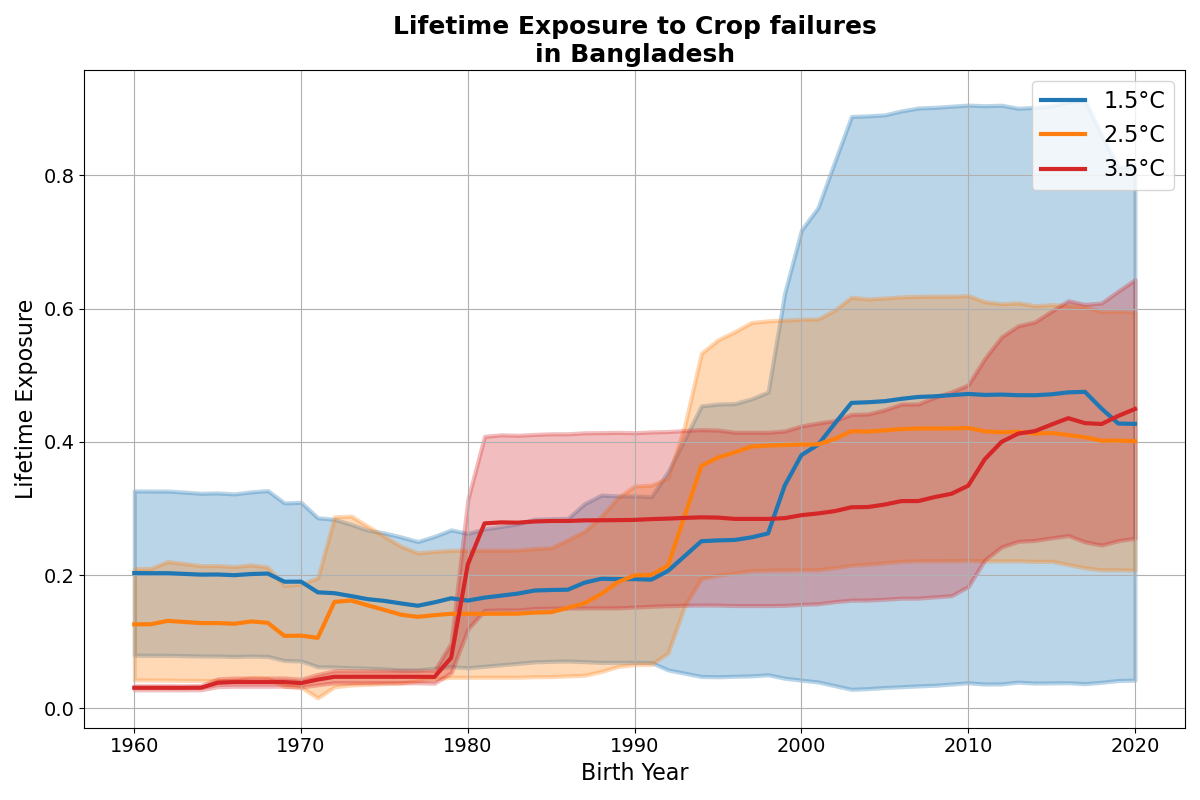 Lifetime Exposure to Crop failures
in Bangladesh
1.5°C
2.5°C
3.5°C
Lifetime Exposure
0.8
0.6
0.4
0.2
0.0
1960 1970 1980 1990 2000 2010 2020
Birth Year